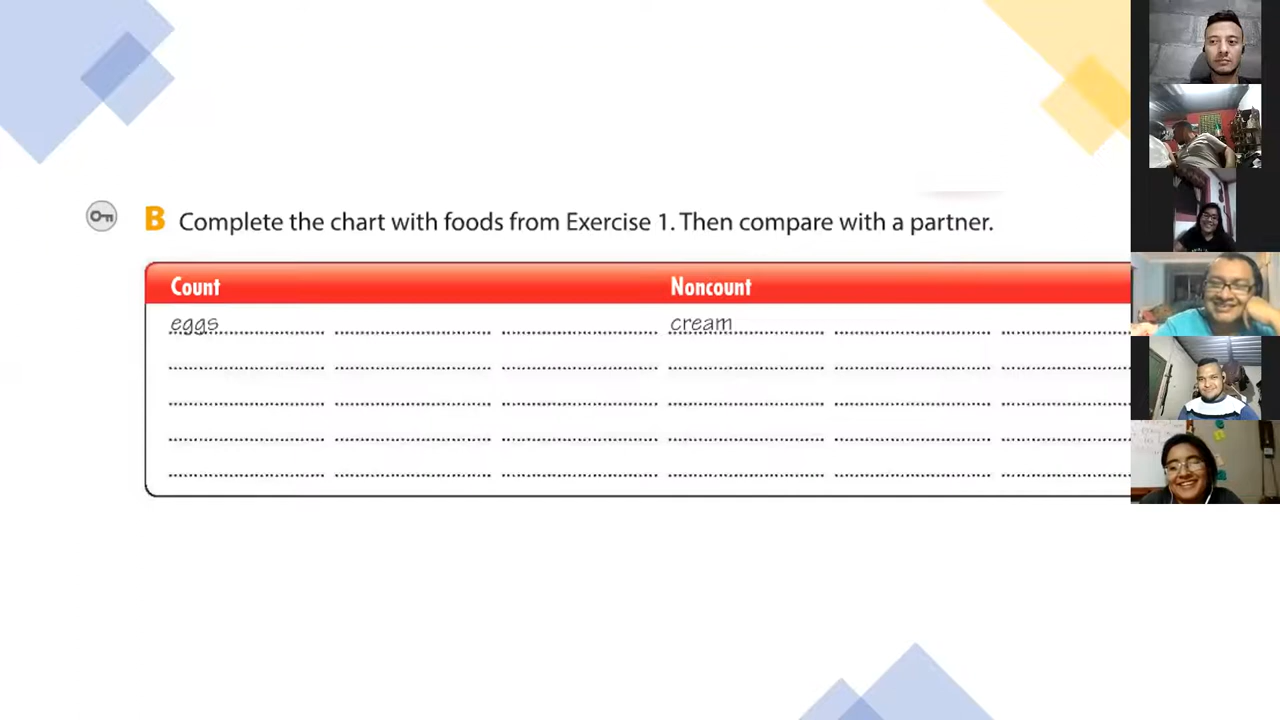 B Complete the chart with foods from Exercise 1. Then compare with a partner.
Count Noncount
eggs cream